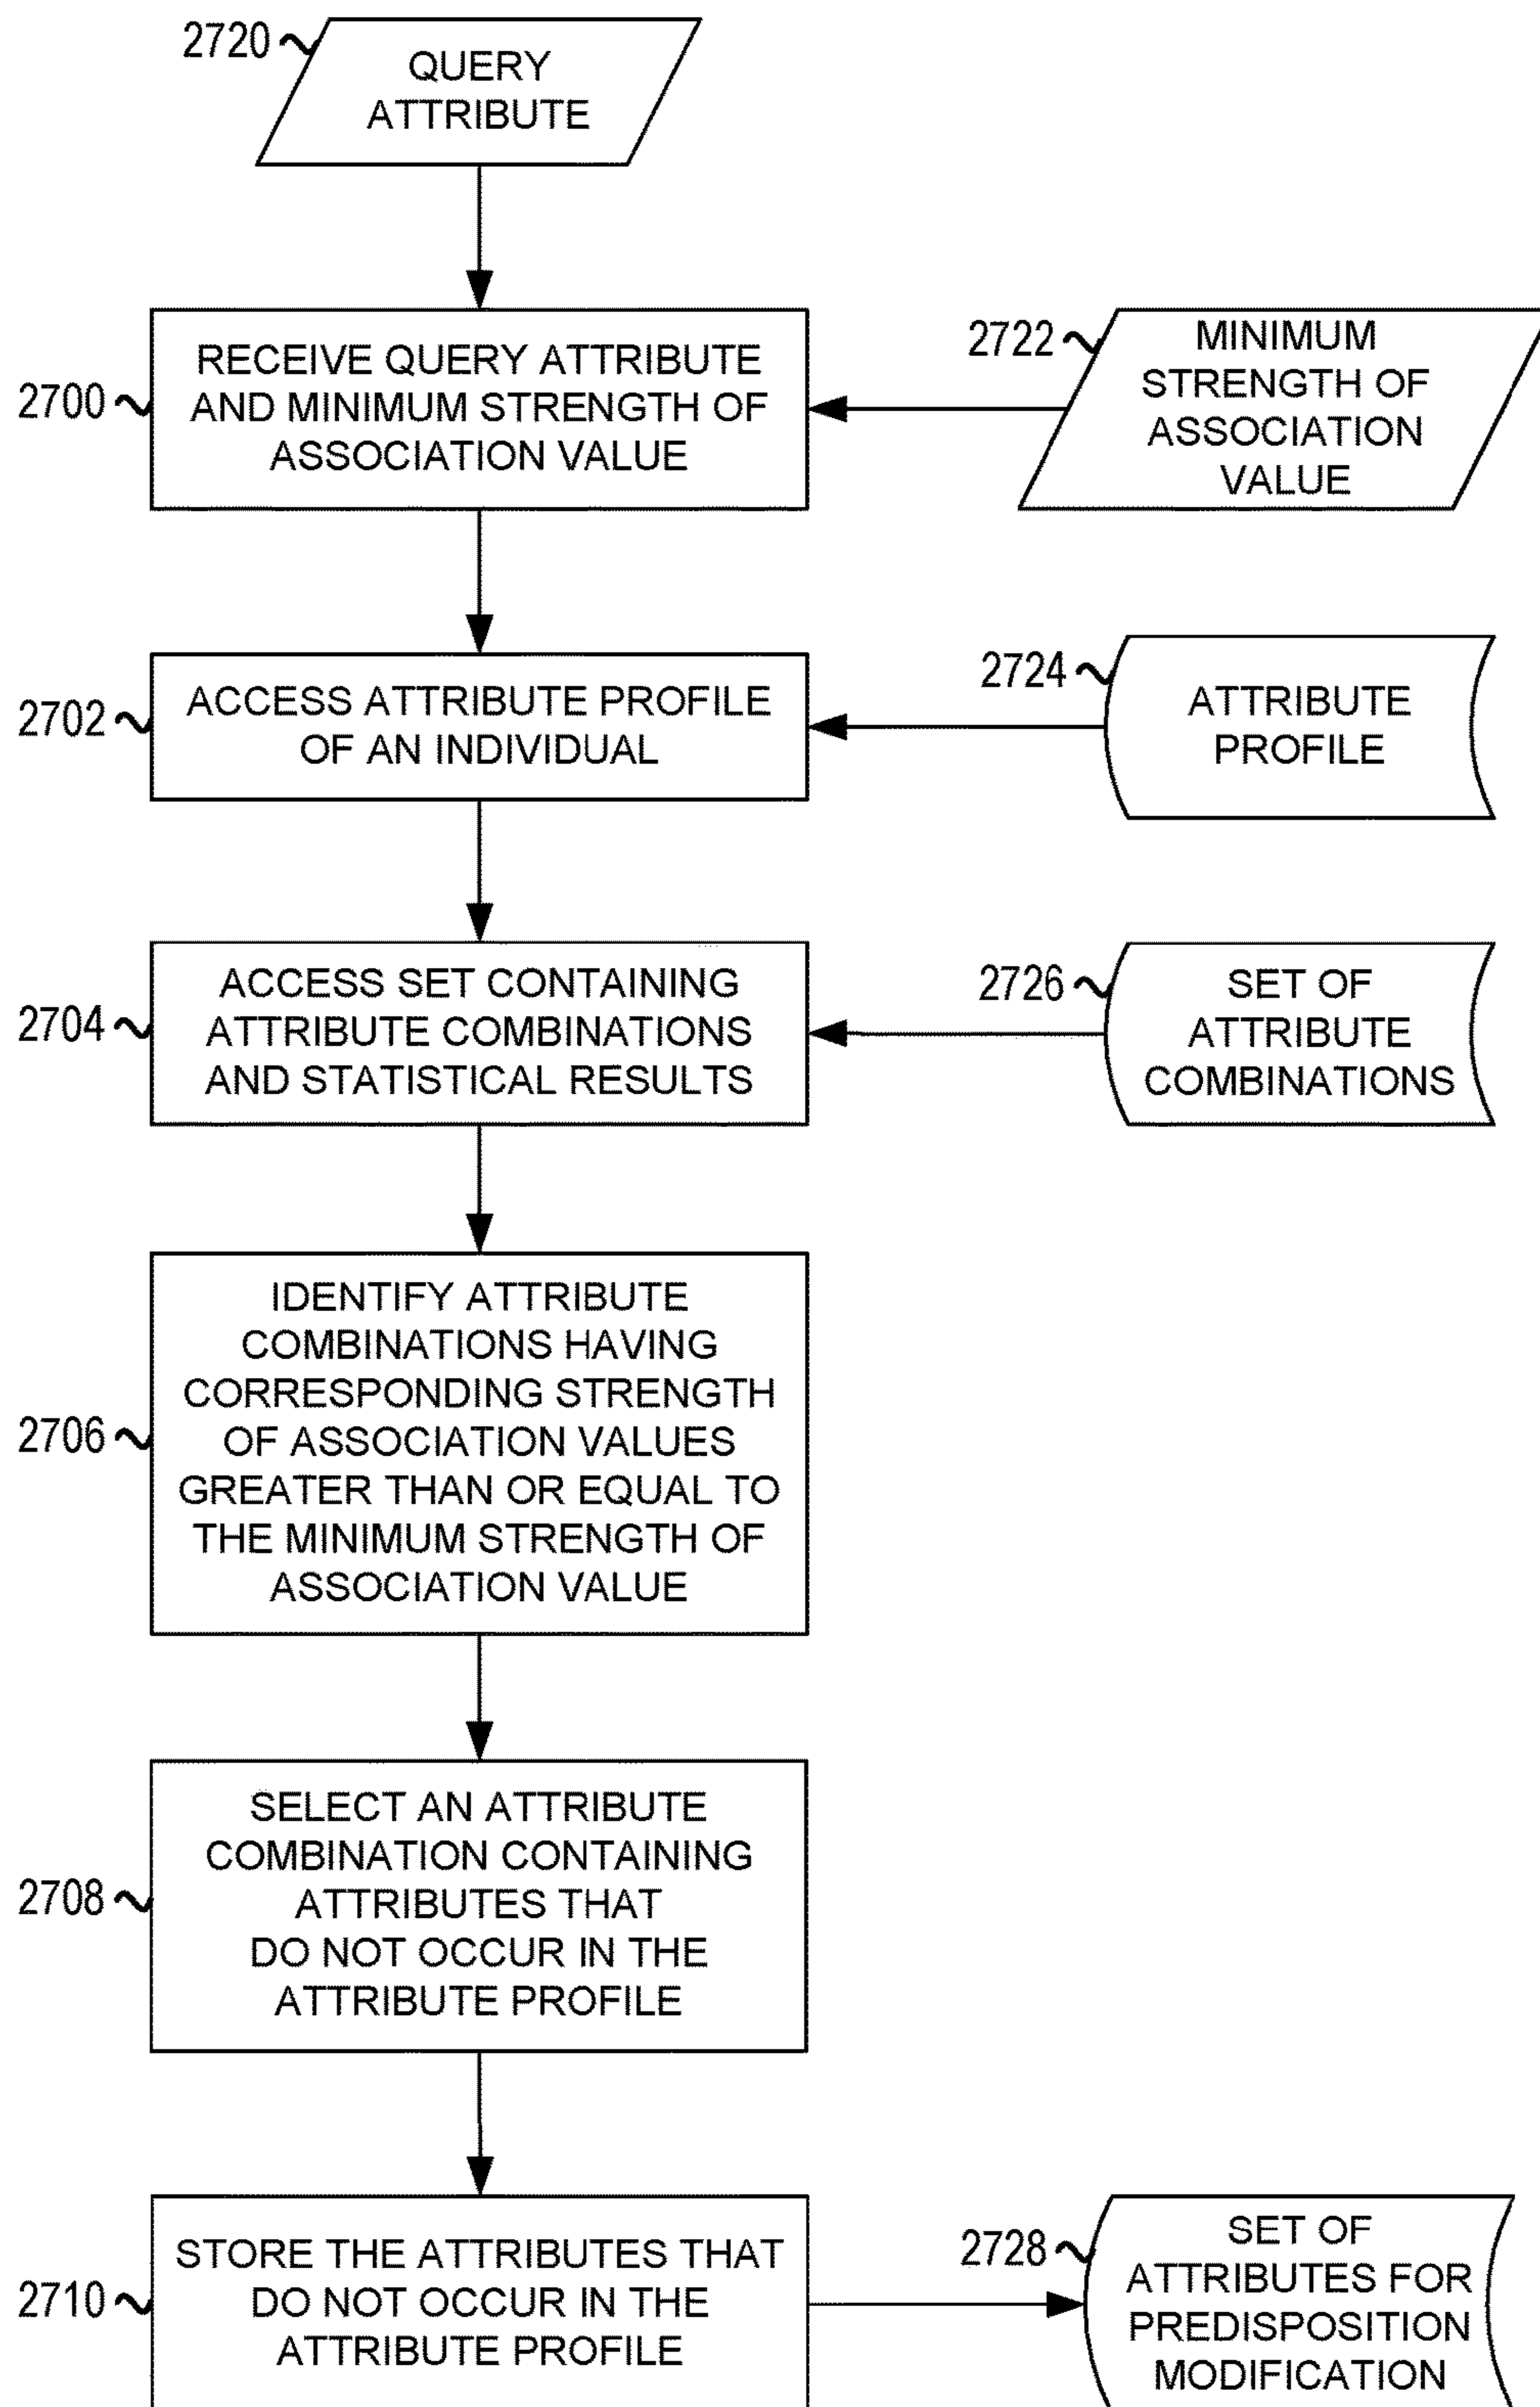 2720
QUERY
ATTRIBUTE
2700
RECEIVE QUERY ATTRIBUTE
AND MINIMUM STRENGTH OF
ASSOCIATION VALUE
2722
MINIMUM
STRENGTH OF
ASSOCIATION
VALUE
2702
ACCESS ATTRIBUTE PROFILE
OF AN INDIVIDUAL
2724
ATTRIBUTE
PROFILE
2704
ACCESS SET CONTAINING
ATTRIBUTE COMBINATIONS
AND STATISTICAL RESULTS
2726
SET OF
ATTRIBUTE
COMBINATIONS
2706
IDENTIFY ATTRIBUTE
COMBINATIONS HAVING
CORRESPONDING STRENGTH
OF ASSOCIATION VALUES
GREATER THAN OR EQUAL TO
THE MINIMUM STRENGTH OF
ASSOCIATION VALUE
2708
SELECT AN ATTRIBUTE
COMBINATION CONTAINING
ATTRIBUTES THAT
DO NOT OCCUR IN THE
ATTRIBUTE PROFILE
2710
STORE THE ATTRIBUTES THAT
DO NOT OCCUR IN THE
ATTRIBUTE PROFILE
2728
SET OF
ATTRIBUTES FOR
PREDISPOSITION
MODIFICATION